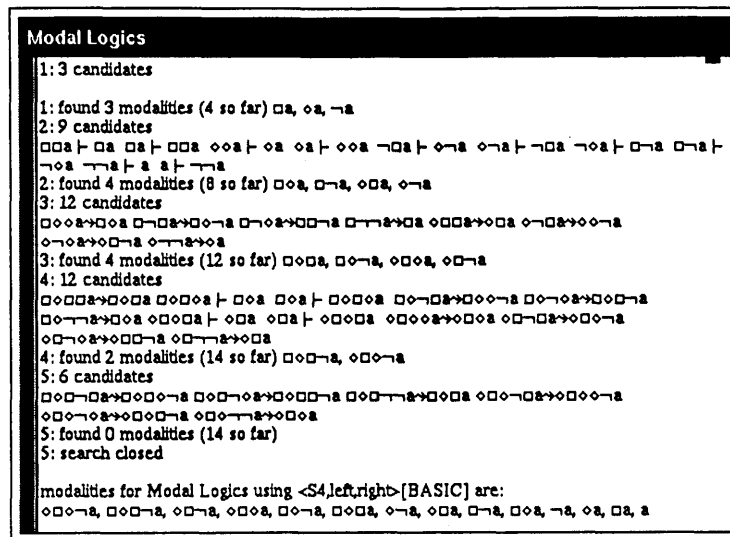 Modal Logics
1: 3 candidates
1: found 3 modalities (4 so far) □a, ◇a, ¬a
2: 9 candidates
□□a⊢ □a □a⊢ □□a ◇◇a⊢ ◇a ◇a⊢ ◇◇a ¬□a⊢ ◇¬a ◇¬a⊢ ¬□a ¬◇a⊢ □¬a □¬a⊢
¬◇a ¬¬a⊢ a a⊢ ¬¬a
2: found 4 modalities (8 so far) □◇a, □¬a, ◇□a, ◇¬a
3: 12 candidates
□◇◇a↝□◇a □¬□a↝□◇¬a □¬◇a↝□□¬a □¬¬a↝□a ◇□□a↝◇□a ◇¬□a↝◇◇¬a
◇¬◇a↝◇□¬a ◇¬¬a↝◇a
3: found 4 modalities (12 so far) □◇□a, □◇¬a, ◇□◇a, ◇□¬a
4: 12 candidates
□◇□□a↝□◇□a □◇□◇a⊢ □◇a □◇a⊢ □◇□◇a □◇¬□a↝□◇◇¬a □◇¬◇a↝□◇□¬a
□◇¬¬a↝□◇a ◇□◇□a⊢ ◇□a ◇□a⊢ ◇□◇□a ◇□◇◇a↝◇□◇a ◇□¬□a↝◇□◇¬a
◇□¬◇a↝◇□□¬a ◇□¬¬a↝◇□a
4: found 2 modalities (14 so far) □◇□¬a, ◇□◇¬a
5: 6 candidates
□◇□¬□a↝□◇□◇¬a □◇□¬◇a↝□◇□□¬a □◇□¬¬a↝□◇□a ◇□◇¬□a↝◇□◇◇¬a
◇□◇¬◇a↝◇□◇□¬a ◇□◇¬¬a↝◇□◇a
5: found 0 modalities (14 so far)
5: search closed
modalities for Modal Logics using <S4,left,right>[BASIC] are:
◇□◇¬a, □◇□¬a, ◇□¬a, ◇□◇a, □◇¬a, □◇□a, ◇¬a, ◇□a, □¬a, □◇a, ¬a, ◇a, □a, a